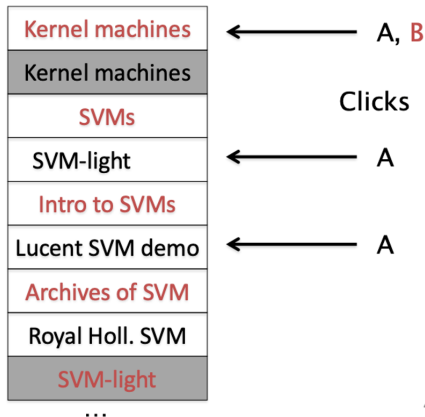 Kernel machines
A, B
Kernel machines
Clicks
SVMs
SVM-light
A
Intro to SVMs
Lucent SVM demo
A
Archives of SVM
Royal Holl. SVM
SVM-light
...